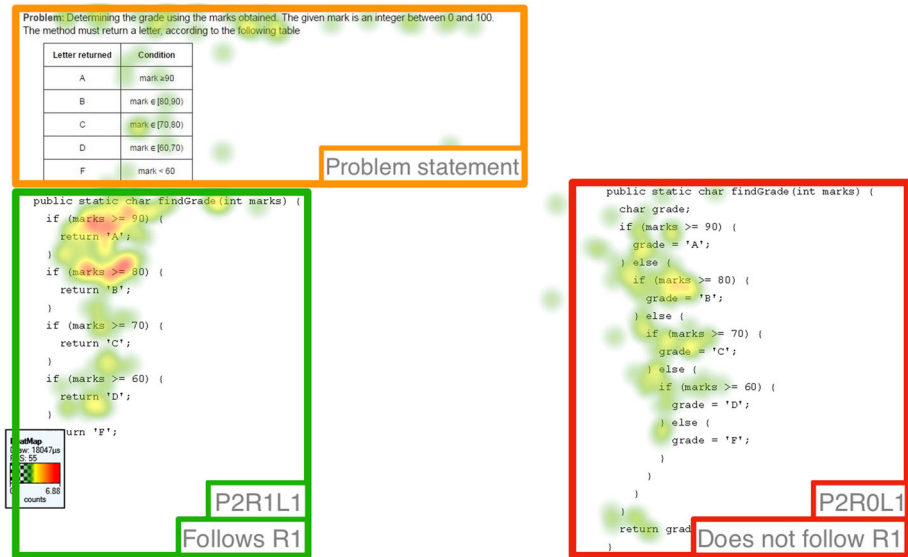 Problem: Determining the grade using the marks obtained. The given mark is an integer between 0 and 100.
The method must return a letter, according to the following table
Letter returned Condition
A mark ≥90
B mark ∈ [80,90)
C mark ∈ [70,80)
D mark ∈ [60,70)
F mark < 60
Problem statement
public static char findGrade(int marks) {
if (marks >= 90) {
return 'A';
}
if (marks >= 80) {
return 'B';
}
if (marks >= 70) {
return 'C';
}
if (marks >= 60) {
return 'D';
}
urn 'F';
HeatMap
Draw: 18047µs
55
6.88
counts
P2R1L1
Follows R1
public static char findGrade(int marks) {
char grade;
if (marks >= 90) {
grade = 'A';
} else {
if (marks >= 80) {
grade = 'B';
} else {
if (marks >= 70) {
grade = 'C';
} else {
if (marks >= 60) {
grade = 'D';
} else {
grade = 'F';
}
}
}
}
return grad
}
P2R0L1
Does not follow R1